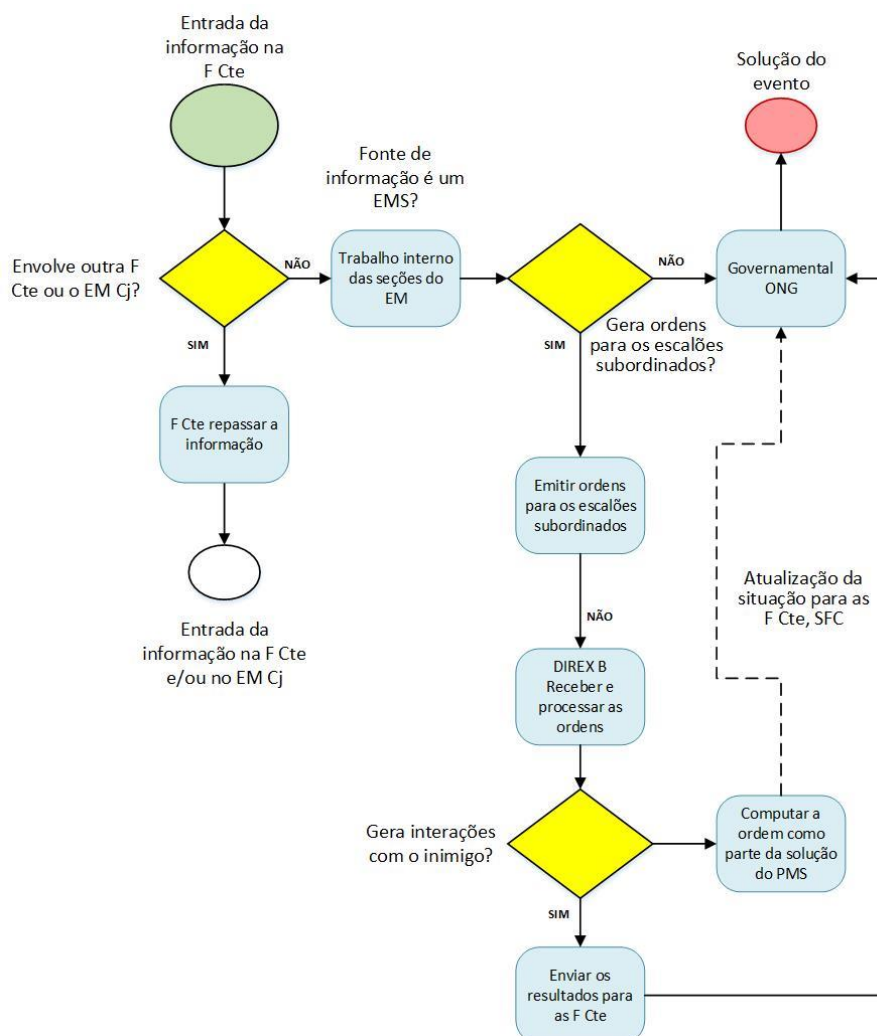 Entrada da
informação na
F Cte
Solução do
evento
Fonte de
informação é um
EMS?
Envolve outra F
Cte ou o EM Cj?
NÃO
Trabalho interno
das seções do
EM
NÃO
Governamental
ONG
SIM
SIM
Gera ordens
para os escalões
subordinados?
F Cte repassar a
informação
Emitir ordens
para os escalões
subordinados
Entrada da
informação na F Cte
e/ou no EM Cj
NÃO
Atualização da
situação para as
F Cte, SFC
DIREX B
Receber e
processar as
ordens
Gera interações
com o inimigo?
Computar a
ordem como
parte da solução
do PMS
SIM
Enviar os
resultados para
as F Cte